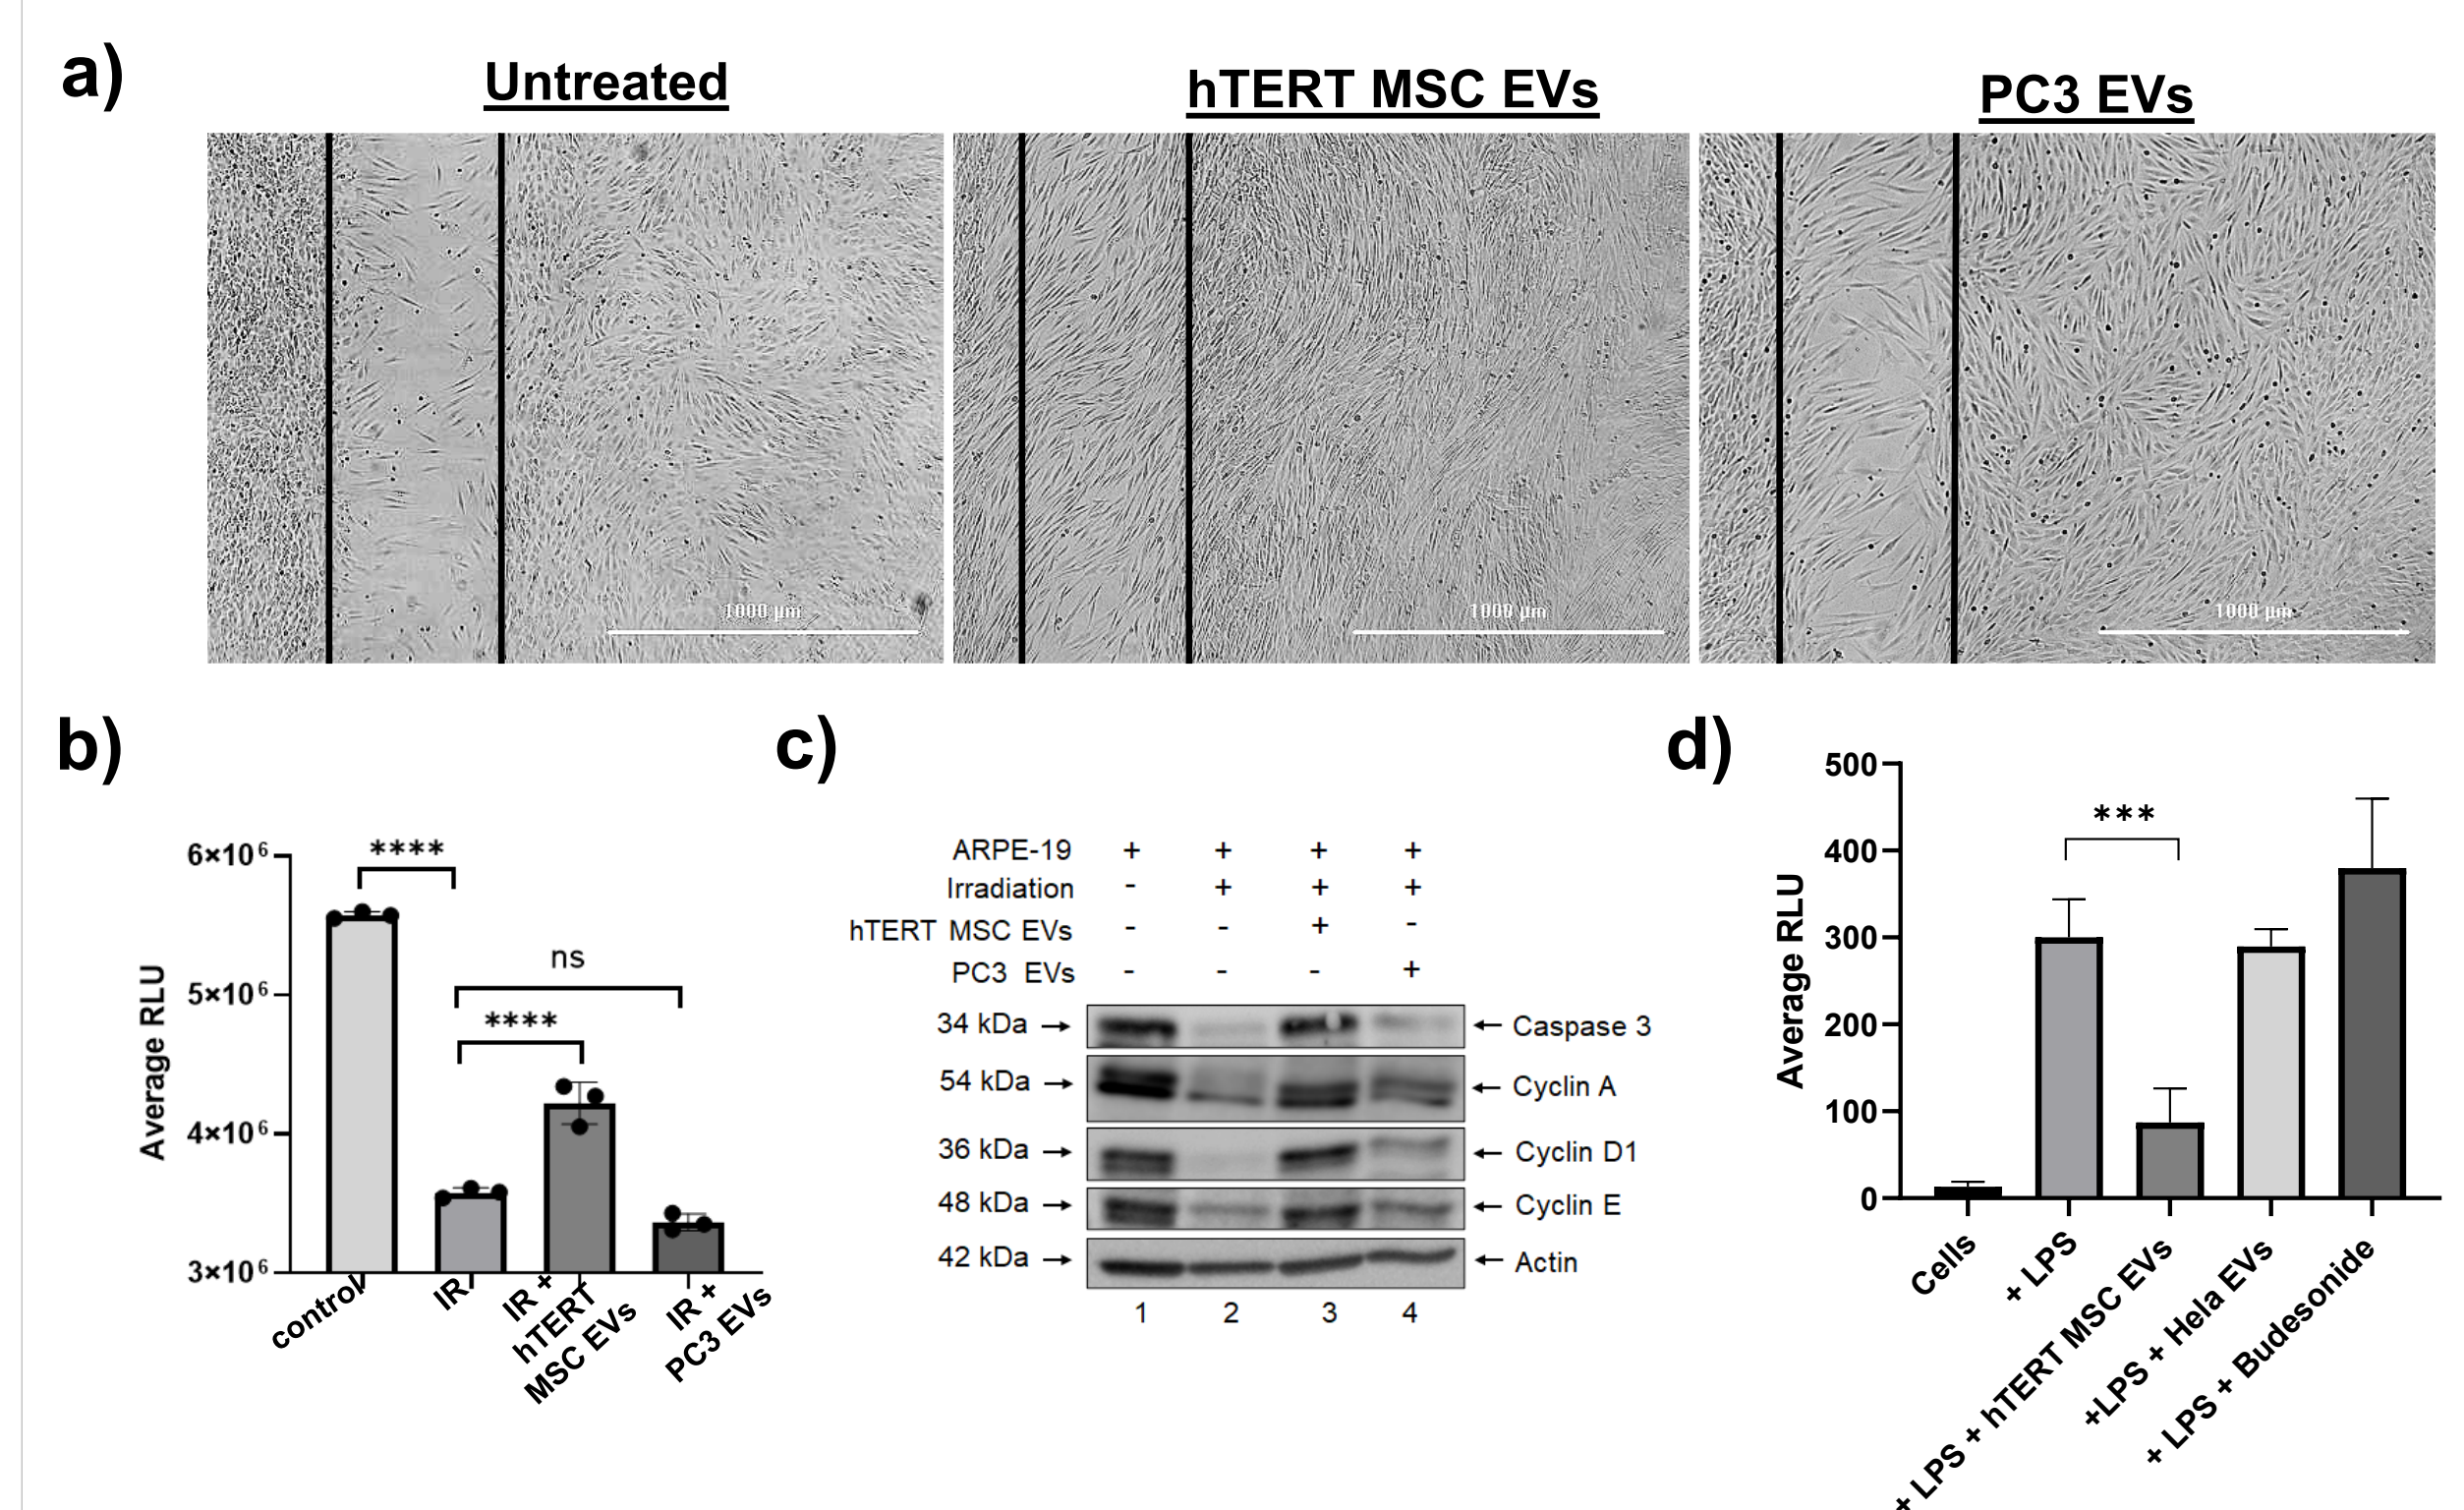 a)
Untreated
hTERT MSC EVs
PC3 EVs
1000 µm
1000 µm
1000 µm
b)
Average RLU
6×10⁶
5×10⁶
4×10⁶
3×10⁶
****
ns
****
control
IR
IR +
hTERT
MSC EVs
IR +
PC3 EVs
c)
ARPE-19 + + + +
Irradiation - + + +
hTERT MSC EVs - - + -
PC3 EVs - - - +
34 kDa → ← Caspase 3
54 kDa → ← Cyclin A
36 kDa → ← Cyclin D1
48 kDa → ← Cyclin E
42 kDa → ← Actin
1 2 3 4
d)
Average RLU
500
400
300
200
100
0
***
Cells
+ LPS
+ LPS + hTERT MSC EVs
+LPS + Hela EVs
+ LPS + Budesonide